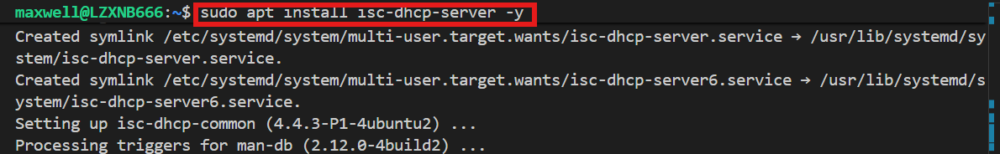 maxwell@LZXNB666:~$ sudo apt install isc-dhcp-server -y
Created symlink /etc/systemd/system/multi-user.target.wants/isc-dhcp-server.service → /usr/lib/systemd/sy
stem/isc-dhcp-server.service.
Created symlink /etc/systemd/system/multi-user.target.wants/isc-dhcp-server6.service → /usr/lib/systemd/s
ystem/isc-dhcp-server6.service.
Setting up isc-dhcp-common (4.4.3-P1-4ubuntu2) ...
Processing triggers for man-db (2.12.0-4build2) ...